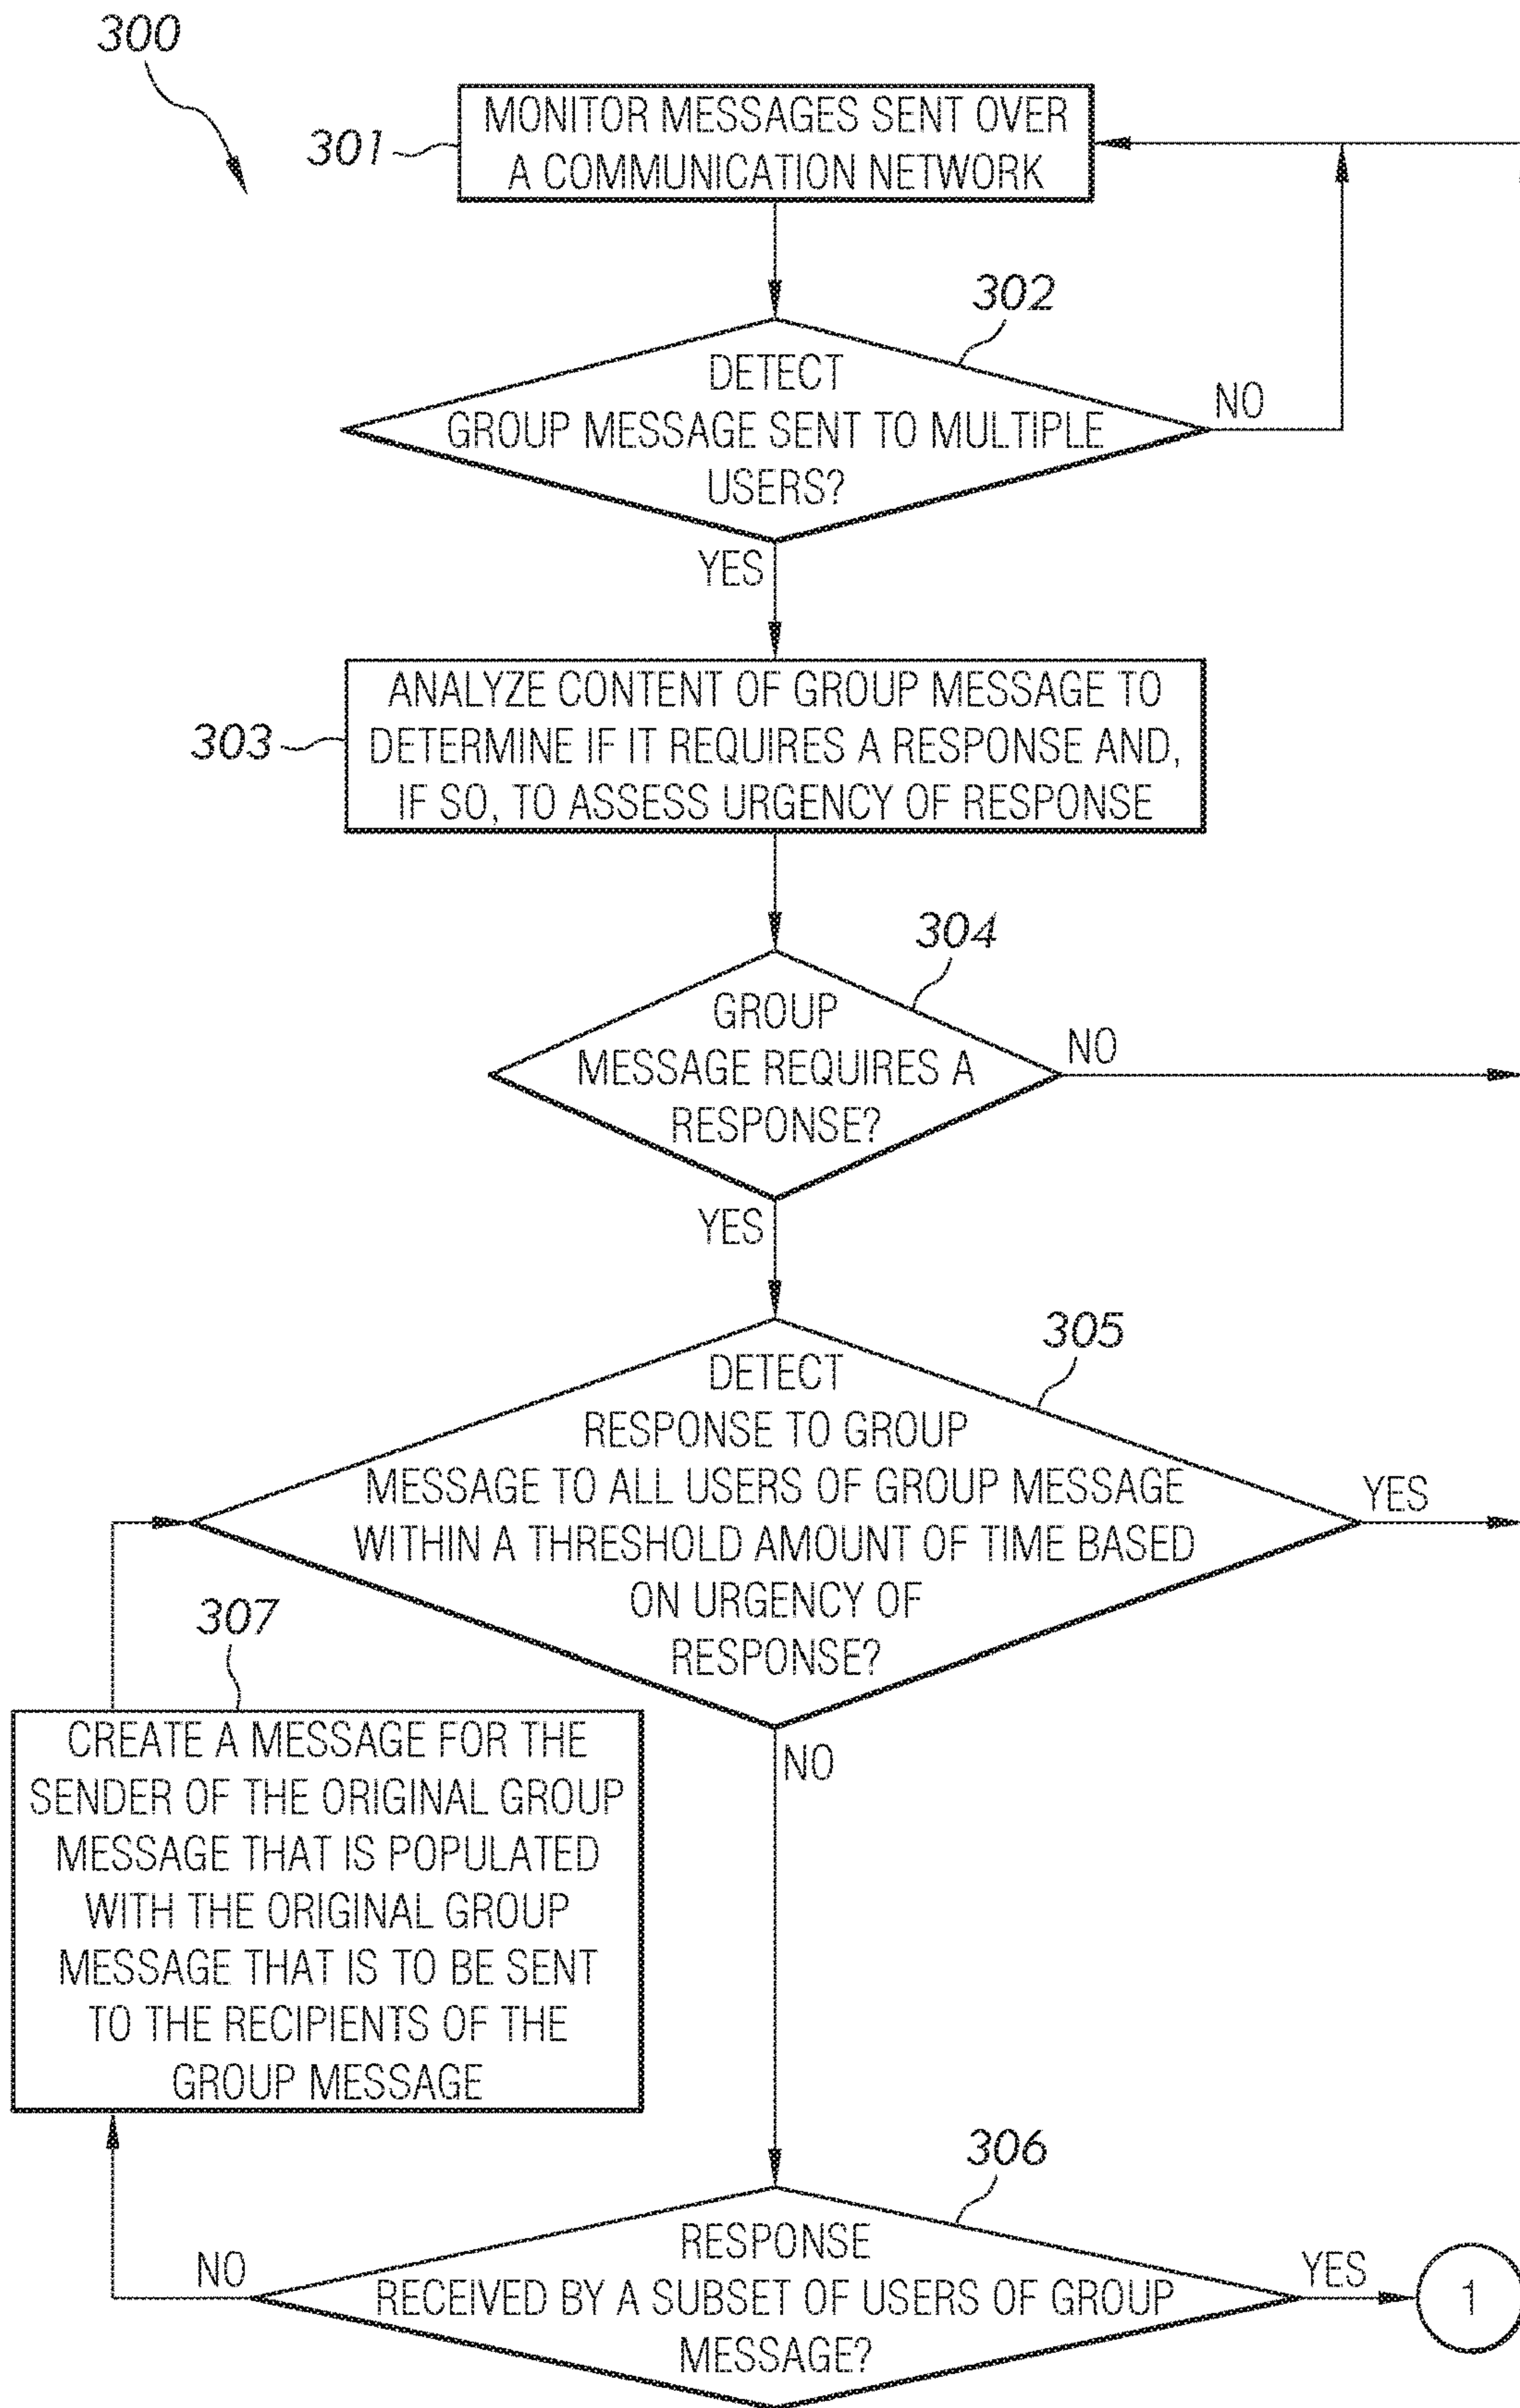 300
301
MONITOR MESSAGES SENT OVER
A COMMUNICATION NETWORK
302
DETECT
GROUP MESSAGE SENT TO MULTIPLE
USERS?
NO
YES
303
ANALYZE CONTENT OF GROUP MESSAGE TO
DETERMINE IF IT REQUIRES A RESPONSE AND,
IF SO, TO ASSESS URGENCY OF RESPONSE
304
GROUP
MESSAGE REQUIRES A
RESPONSE?
NO
YES
305
DETECT
RESPONSE TO GROUP
MESSAGE TO ALL USERS OF GROUP MESSAGE
WITHIN A THRESHOLD AMOUNT OF TIME BASED
ON URGENCY OF
RESPONSE?
YES
NO
307
CREATE A MESSAGE FOR THE
SENDER OF THE ORIGINAL GROUP
MESSAGE THAT IS POPULATED
WITH THE ORIGINAL GROUP
MESSAGE THAT IS TO BE SENT
TO THE RECIPIENTS OF THE
GROUP MESSAGE
306
RESPONSE
RECEIVED BY A SUBSET OF USERS OF GROUP
MESSAGE?
NO
YES
1